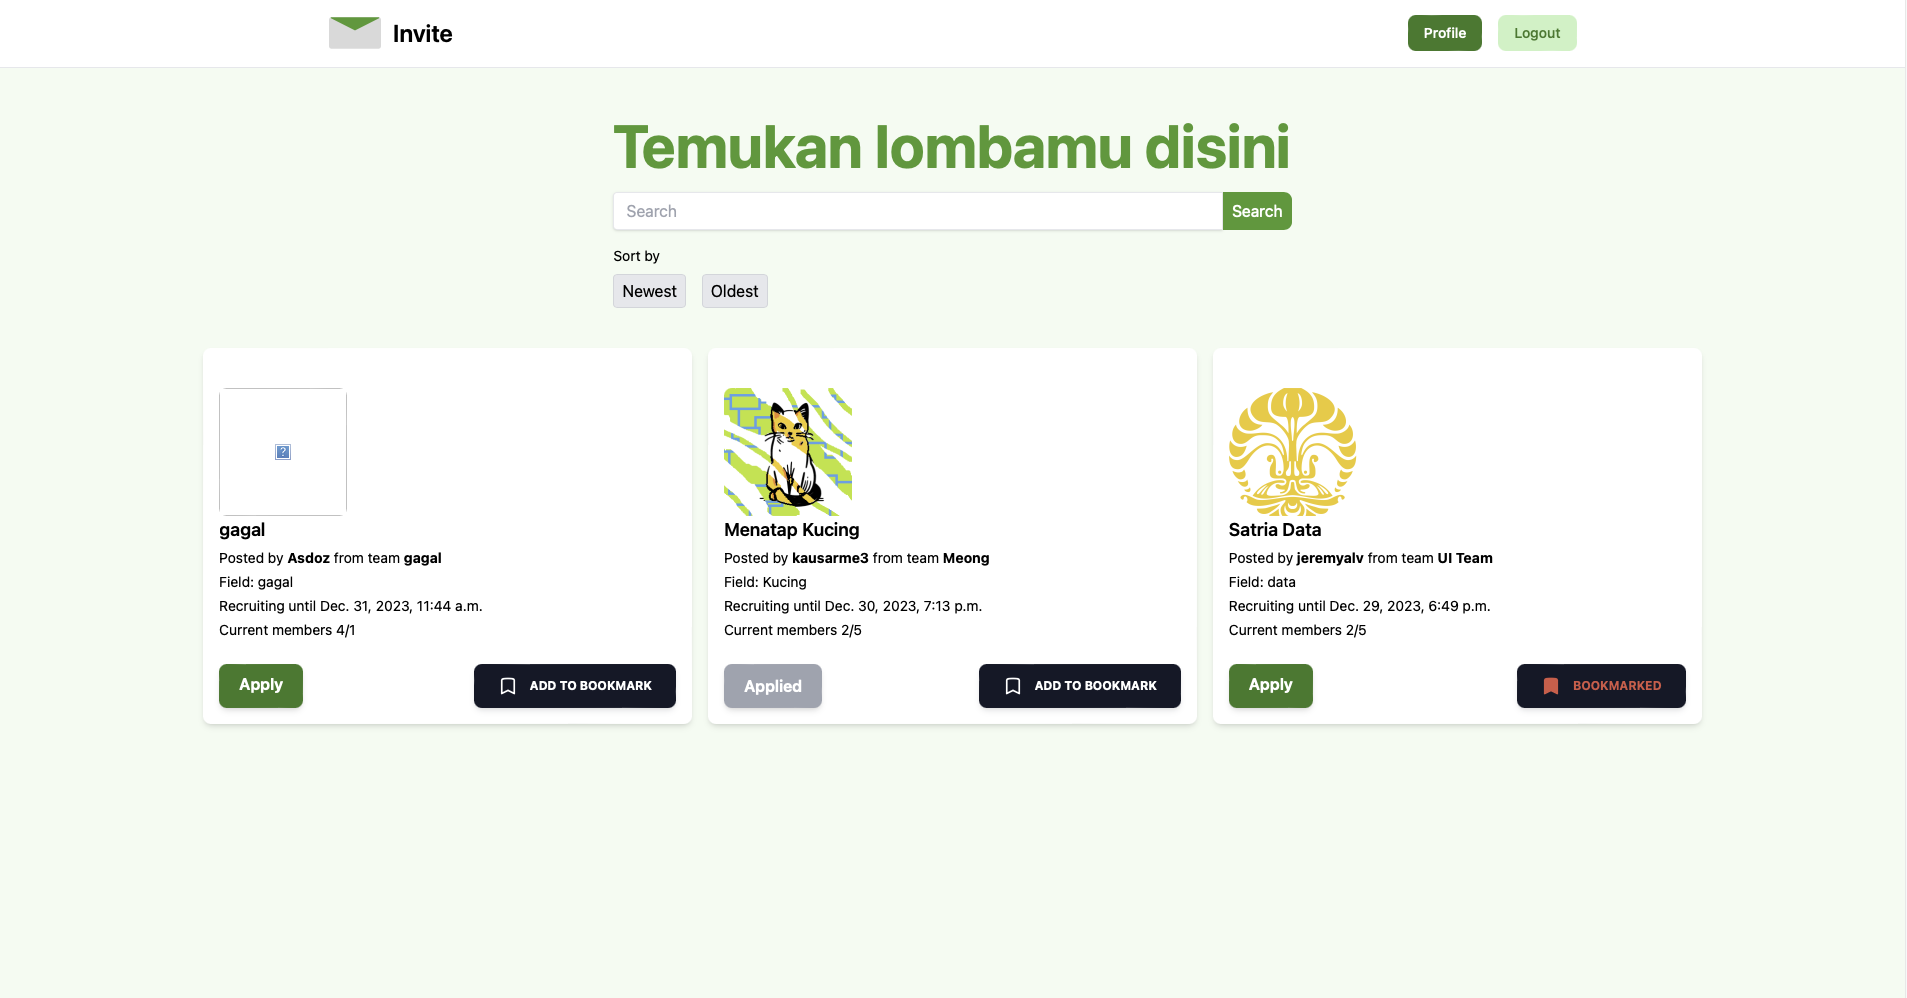 Invite
Profile
Logout
Temukan lombamu disini
Search
Search
Sort by
Newest
Oldest
gagal
Posted by Asdoz from team gagal
Field: gagal
Recruiting until Dec. 31, 2023, 11:44 a.m.
Current members 4/1
Apply
ADD TO BOOKMARK
Menatap Kucing
Posted by kausarme3 from team Meong
Field: Kucing
Recruiting until Dec. 30, 2023, 7:13 p.m.
Current members 2/5
Applied
ADD TO BOOKMARK
Satria Data
Posted by jeremyalv from team UI Team
Field: data
Recruiting until Dec. 29, 2023, 6:49 p.m.
Current members 2/5
Apply
BOOKMARKED